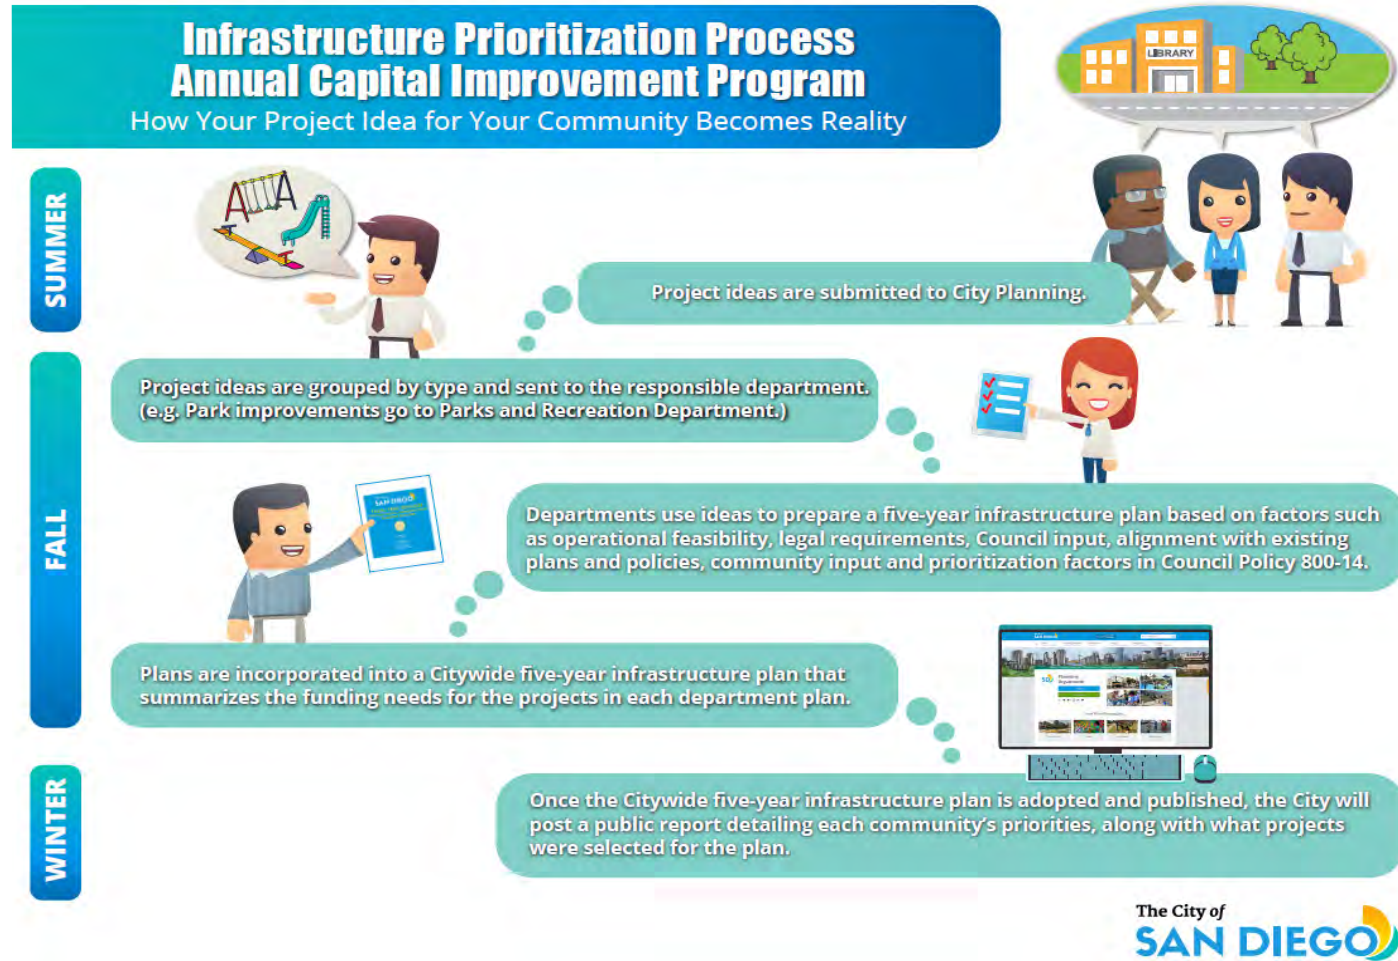 Infrastructure Prioritization Process
Annual Capital Improvement Program
How Your Project Idea for Your Community Becomes Reality
LIBRARY
SUMMER
Project ideas are submitted to City Planning.
FALL
Project ideas are grouped by type and sent to the responsible department.
(e.g. Park improvements go to Parks and Recreation Department.)
SAN DIEGO
Departments use ideas to prepare a five-year infrastructure plan based on factors such
as operational feasibility, legal requirements, Council input, alignment with existing
plans and policies, community input and prioritization factors in Council Policy 800-14.
Plans are incorporated into a Citywide five-year infrastructure plan that
summarizes the funding needs for the projects in each department plan.
WINTER
Once the Citywide five-year infrastructure plan is adopted and published, the City will
post a public report detailing each community’s priorities, along with what projects
were selected for the plan.
The City of
SAN DIEGO